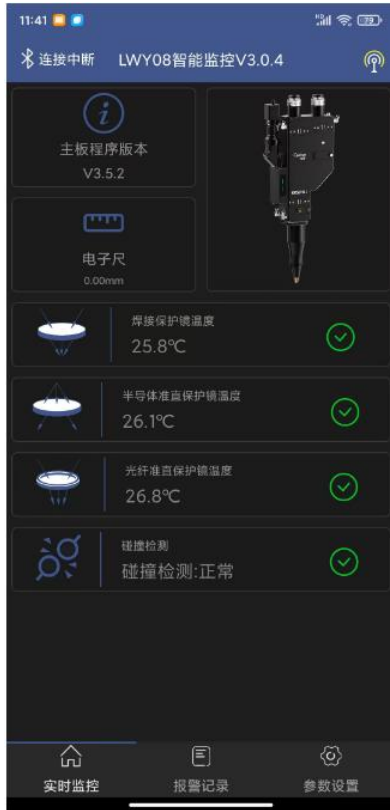 11:41
79
连接中断 LWY08智能监控V3.0.4
主板程序版本
V3.5.2
电子尺
0.00mm
焊接保护镜温度
25.8℃
半导体准直保护镜温度
26.1℃
光纤准直保护镜温度
26.8℃
碰撞检测
碰撞检测:正常
实时监控
报警记录
参数设置